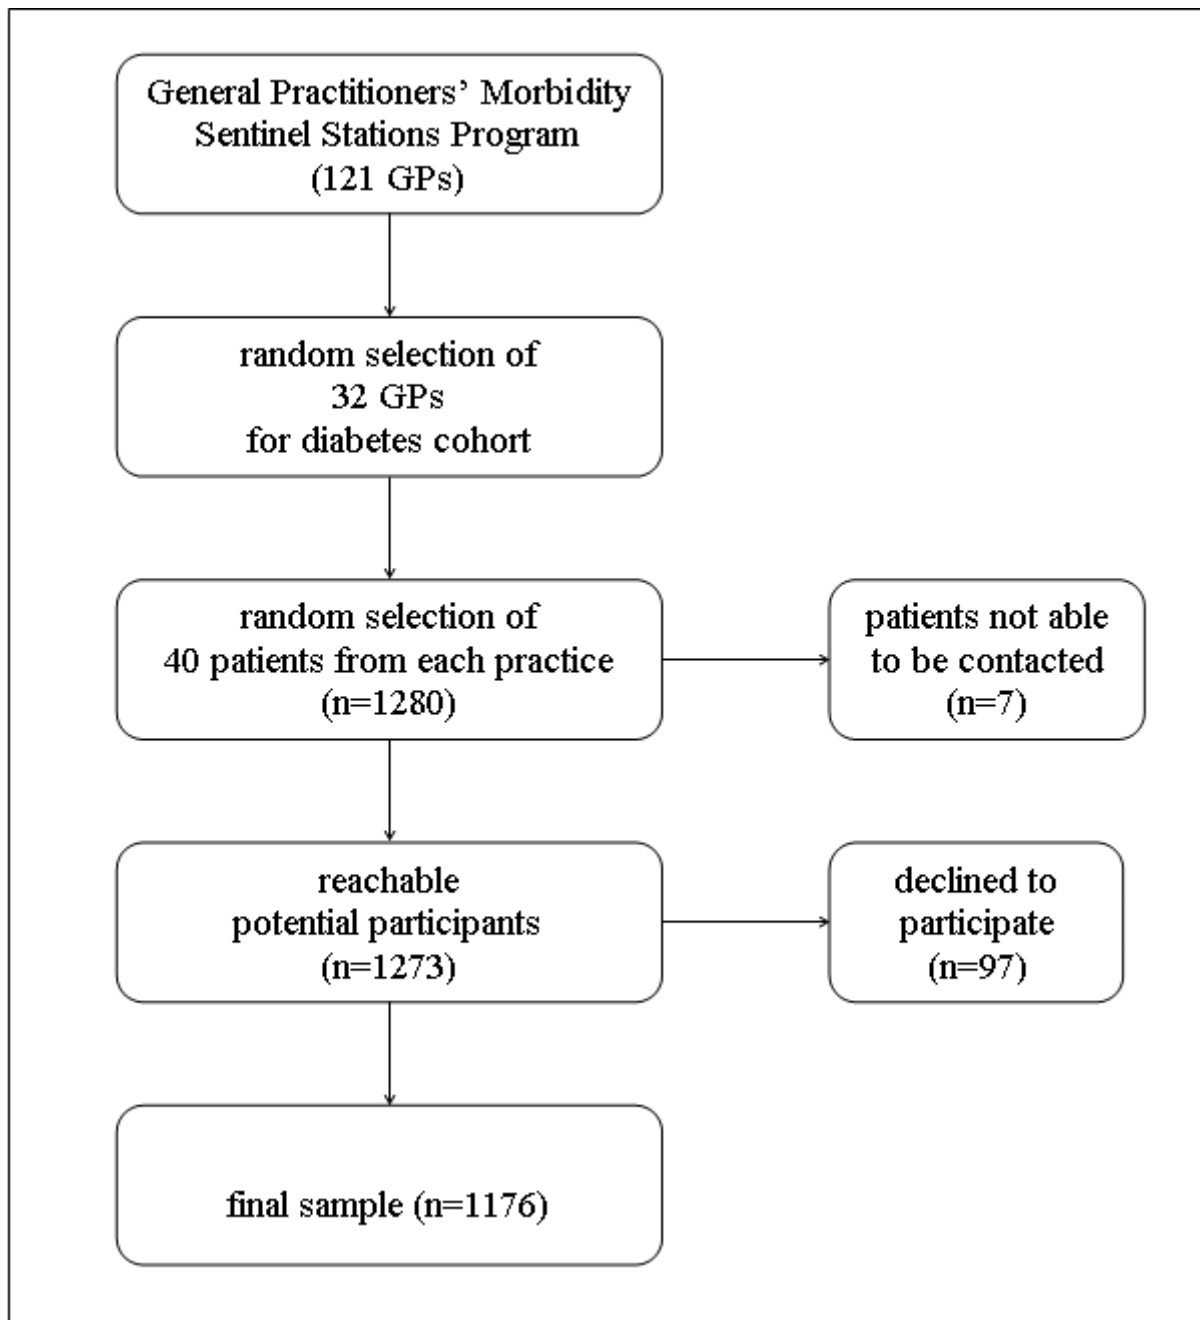 General Practitioners’ Morbidity
Sentinel Stations Program
(121 GPs)
random selection of
32 GPs
for diabetes cohort
random selection of
40 patients from each practice
(n=1280)
patients not able
to be contacted
(n=7)
reachable
potential participants
(n=1273)
declined to
participate
(n=97)
final sample (n=1176)